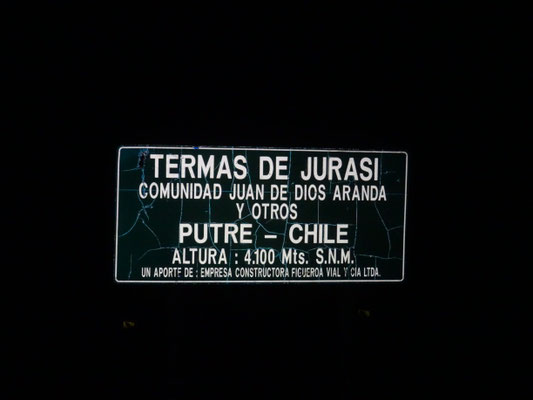 TERMAS DE JURASI
COMUNIDAD JUAN DE DIOS ARANDA
Y OTROS
PUTRE - CHILE
ALTURA : 4.100 Mts. S.N.M.
UN APORTE DE : EMPRESA CONSTRUCTORA FIGUEROA VIAL Y CIA LTDA.